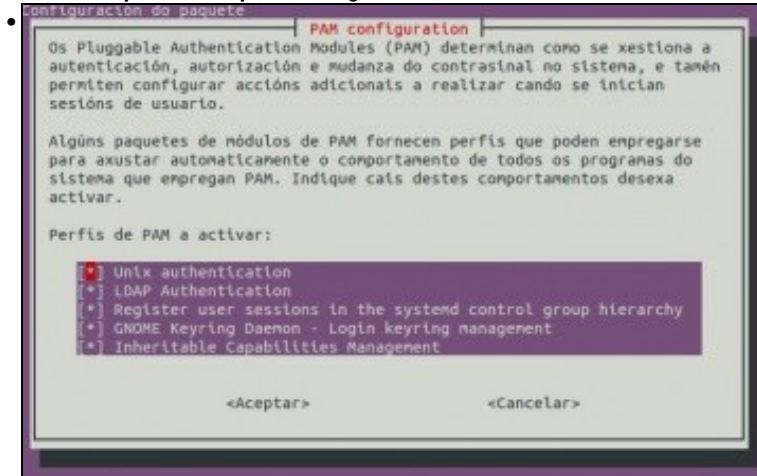 Configuración do paquete
PAM configuration
Os Pluggable Authentication Modules (PAM) determinan como se xestiona a
autenticación, autorización e mudanza do contrasinal no sistema, e tamén
permiten configurar accións adicionais a realizar cando se inician
sesións de usuario.
Algúns paquetes de módulos de PAM fornecen perfís que poden empregarse
para axustar automaticamente o comportamento de todos os programas do
sistema que empregan PAM. Indique cais destes comportamentos desexa
activar.
Perfís de PAM a activar:
[*] Unix authentication
[*] LDAP Authentication
[*] Register user sessions in the systemd control group hierarchy
[*] GNOME Keyring Daemon - Login keyring management
[*] Inheritable Capabilities Management
<Aceptar> <Cancelar>